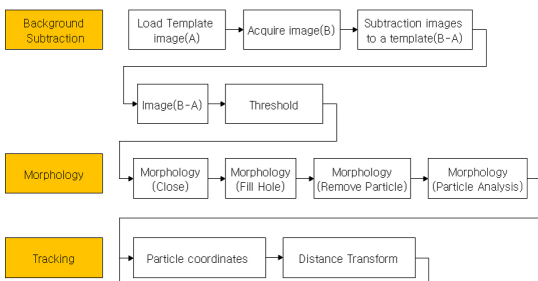 Background
Subtraction
Load Template
image(A)
Acquire image(B)
Subtraction images
to a template(B-A)
Image(B-A)
Threshold
Morphology
Morphology
(Close)
Morphology
(Fill Hole)
Morphology
(Remove Particle)
Morphology
(Particle Analysis)
Tracking
Particle coordinates
Distance Transform